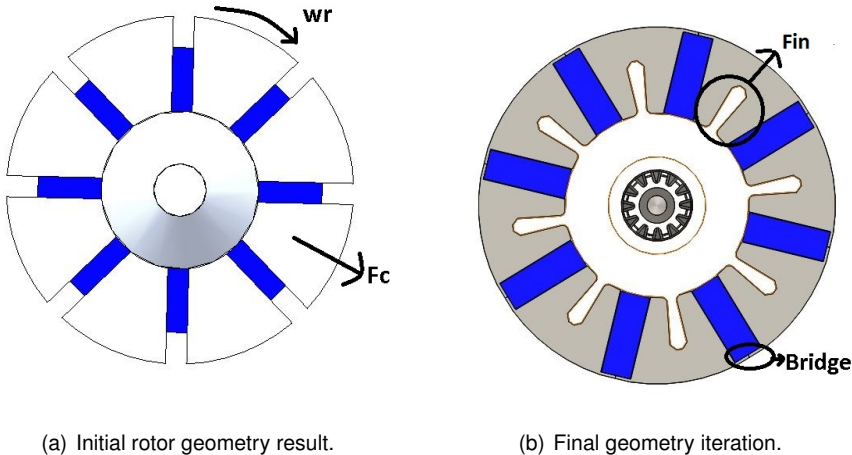 wr
Fc
Fin
Bridge
(a) Initial rotor geometry result.
(b) Final geometry iteration.